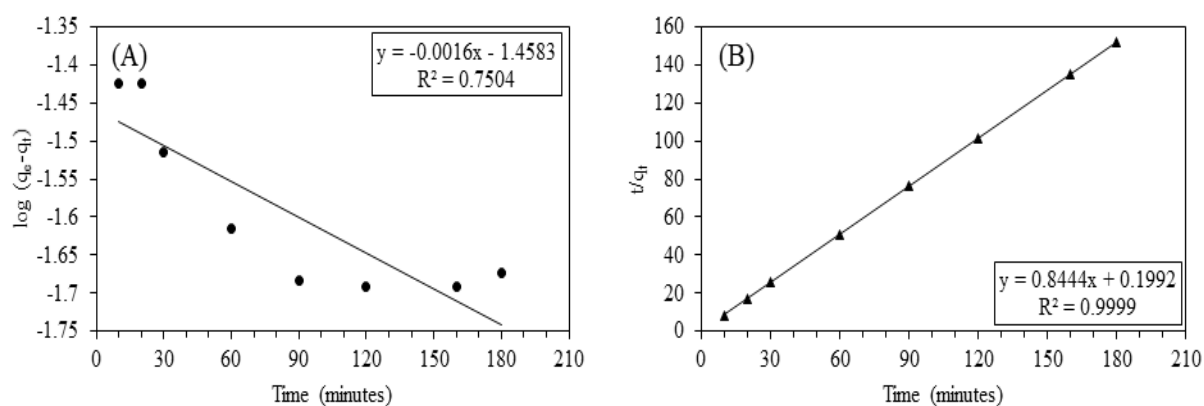 (A)
y = -0.0016x - 1.4583
R² = 0.7504
log (qₑ-qₜ)
-1.35
-1.4
-1.45
-1.5
-1.55
-1.6
-1.65
-1.7
-1.75
0 30 60 90 120 150 180 210
Time (minutes)
(B)
t/qₜ
160
140
120
100
80
60
40
20
0
y = 0.8444x + 0.1992
R² = 0.9999
0 30 60 90 120 150 180 210
Time (minutes)